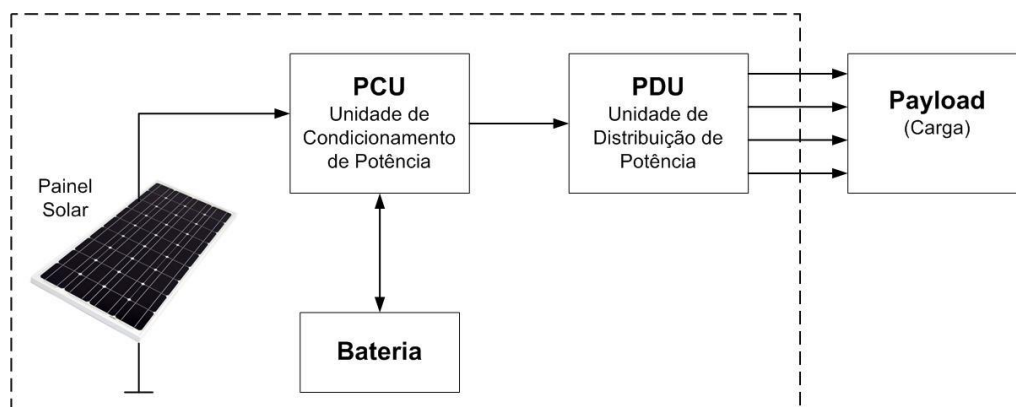 PCU
Unidade de
Condicionamento
de Potência
PDU
Unidade de
Distribuição de
Potência
Payload
(Carga)
Painel
Solar
Bateria